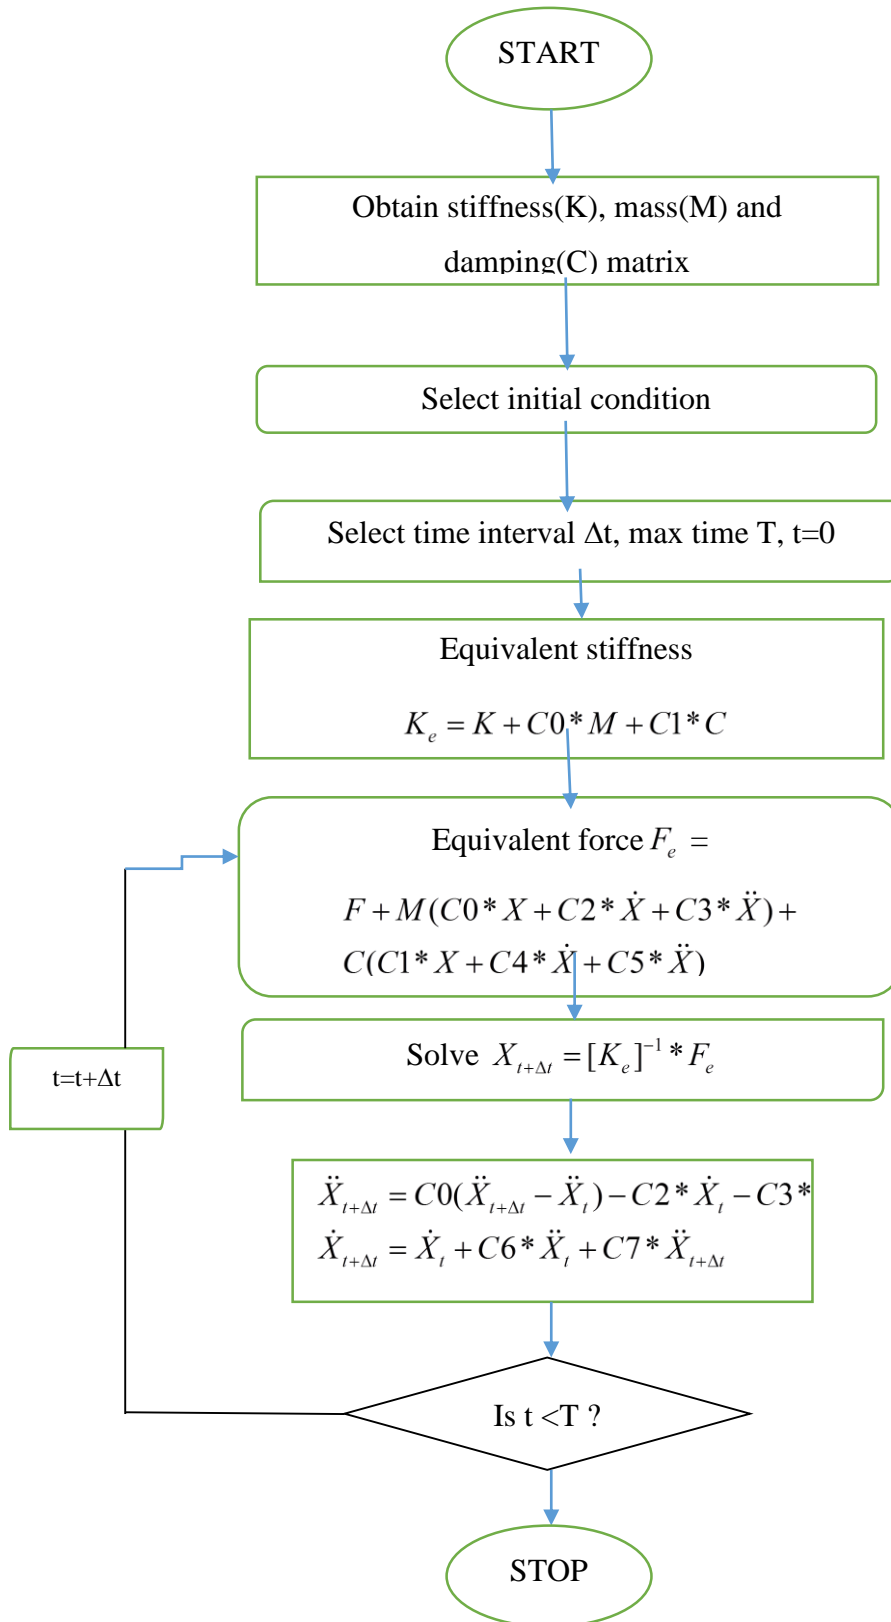 START
Obtain stiffness(K), mass(M) and
damping(C) matrix
Select initial condition
Select time interval Δt, max time T, t=0
Equivalent stiffness
K_e = K + C0 * M + C1 * C
Equivalent force F_e =
F + M(C0 * X + C2 * Ẋ + C3 * Ẍ) +
C(C1 * X + C4 * Ẋ + C5 * Ẍ)
Solve X_{t+Δt} = [K_e]^{-1} * F_e
t=t+Δt
Ẍ_{t+Δt} = C0(Ẍ_{t+Δt} − Ẍ_t) − C2 * Ẋ_t − C3 *
Ẋ_{t+Δt} = Ẋ_t + C6 * Ẍ_t + C7 * Ẍ_{t+Δt}
Is t <T ?
STOP